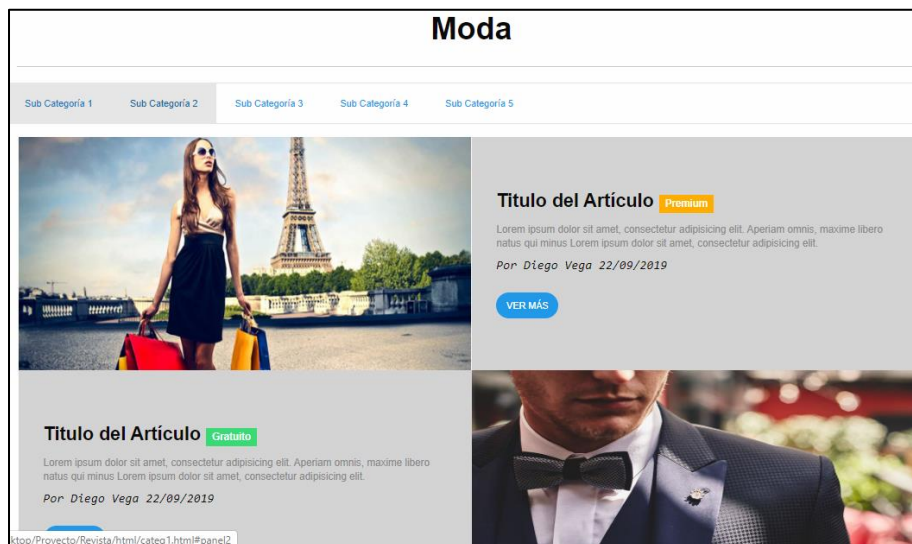 Moda
Sub Categoría 1 Sub Categoría 2 Sub Categoría 3 Sub Categoría 4 Sub Categoría 5
Titulo del Artículo Premium
Lorem ipsum dolor sit amet, consectetur adipisicing elit. Aperiam omnis, maxime libero
natus qui minus Lorem ipsum dolor sit amet, consectetur adipisicing elit.
Por Diego Vega 22/09/2019
VER MÁS
Titulo del Artículo Gratuito
Lorem ipsum dolor sit amet, consectetur adipisicing elit. Aperiam omnis, maxime libero
natus qui minus Lorem ipsum dolor sit amet, consectetur adipisicing elit.
Por Diego Vega 22/09/2019
ktop/Proyecto/Revista/html/categ1.html#panel2